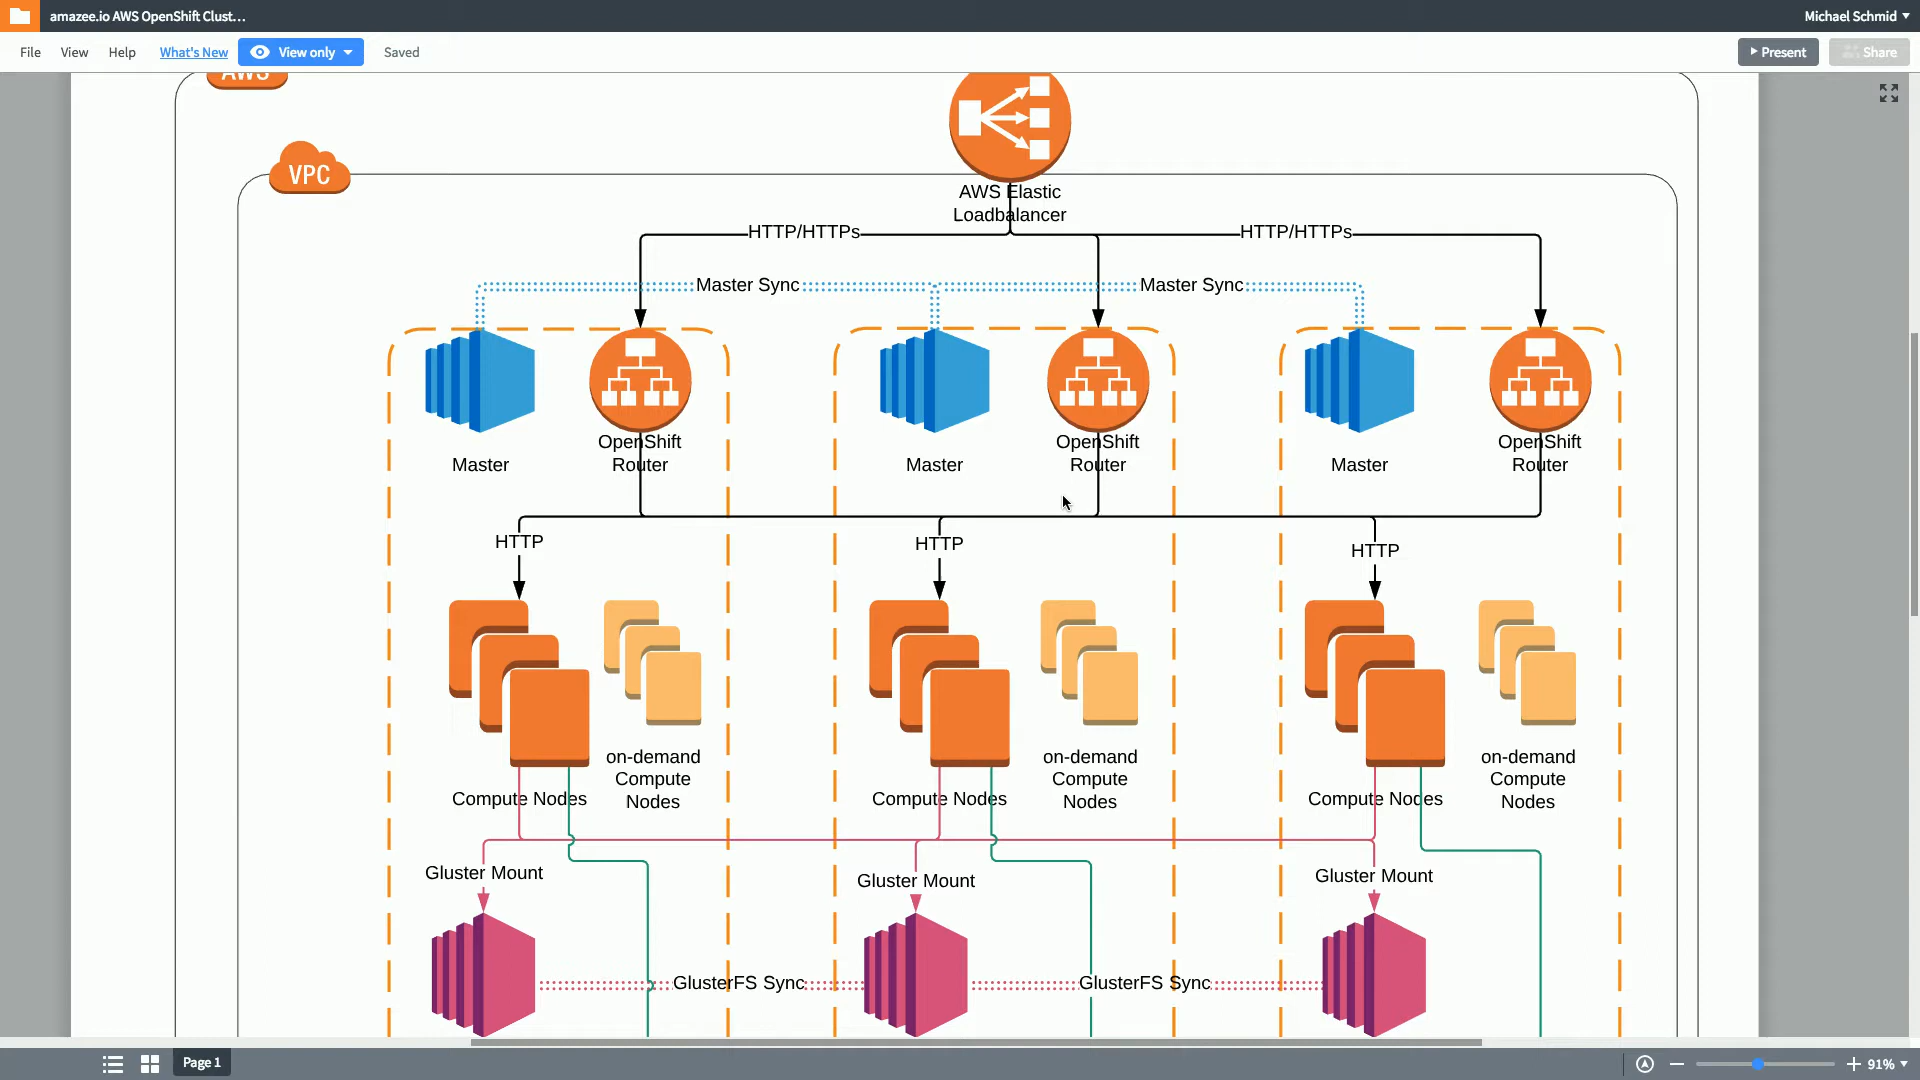 amazee.io AWS OpenShift Clust...
Michael Schmid
File
View
Help
What's New
View only
Saved
Present
Share
AWS
VPC
AWS Elastic
Loadbalancer
HTTP/HTTPs
HTTP/HTTPs
Master Sync
Master Sync
Master
OpenShift
Router
Master
OpenShift
Router
Master
OpenShift
Router
HTTP
HTTP
HTTP
Compute Nodes
on-demand
Compute
Nodes
Compute Nodes
on-demand
Compute
Nodes
Compute Nodes
on-demand
Compute
Nodes
Gluster Mount
Gluster Mount
Gluster Mount
GlusterFS Sync
GlusterFS Sync
Page 1
91%